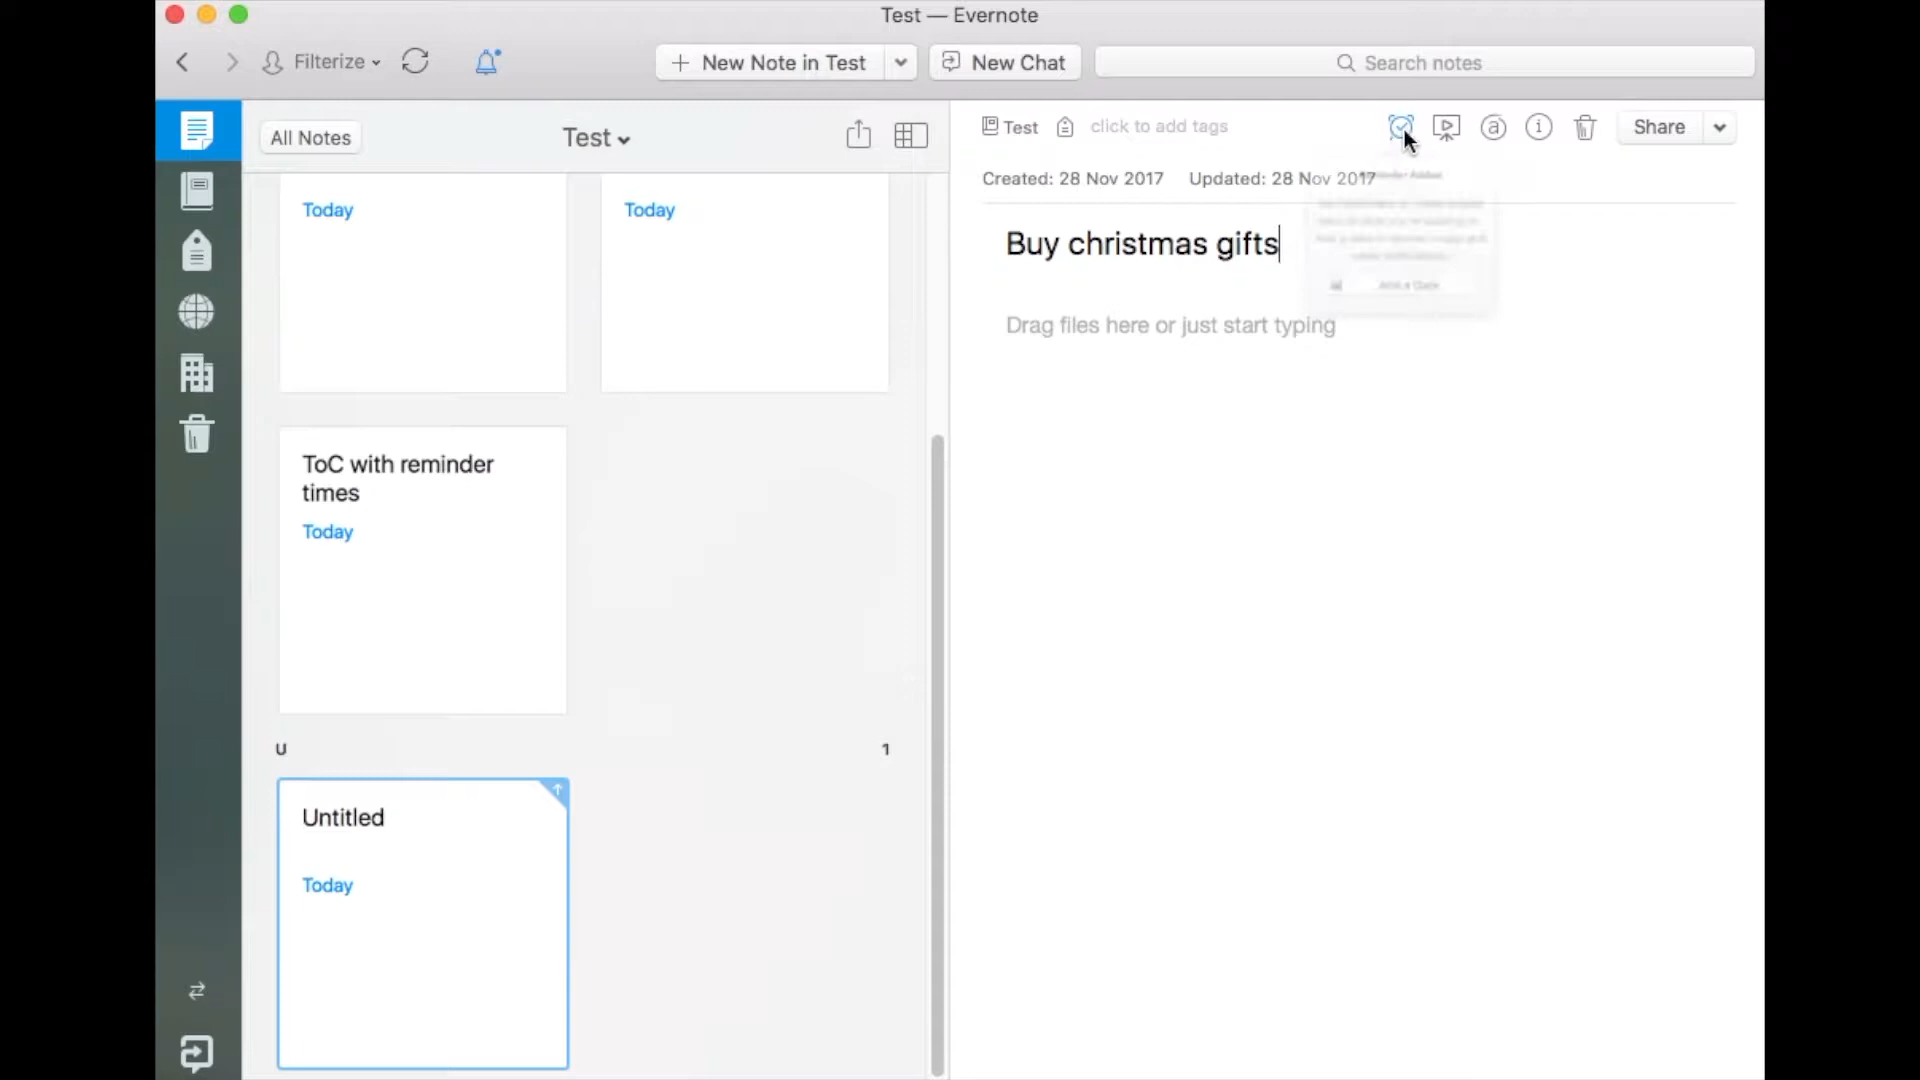 Test — Evernote
Filterize
New Note in Test
New Chat
Search notes
All Notes
Test
Test
click to add tags
Share
Created: 28 Nov 2017
Updated: 28 Nov 2017
Today
Today
Buy christmas gifts
Drag files here or just start typing
ToC with reminder
times
Today
U
1
Untitled
Today